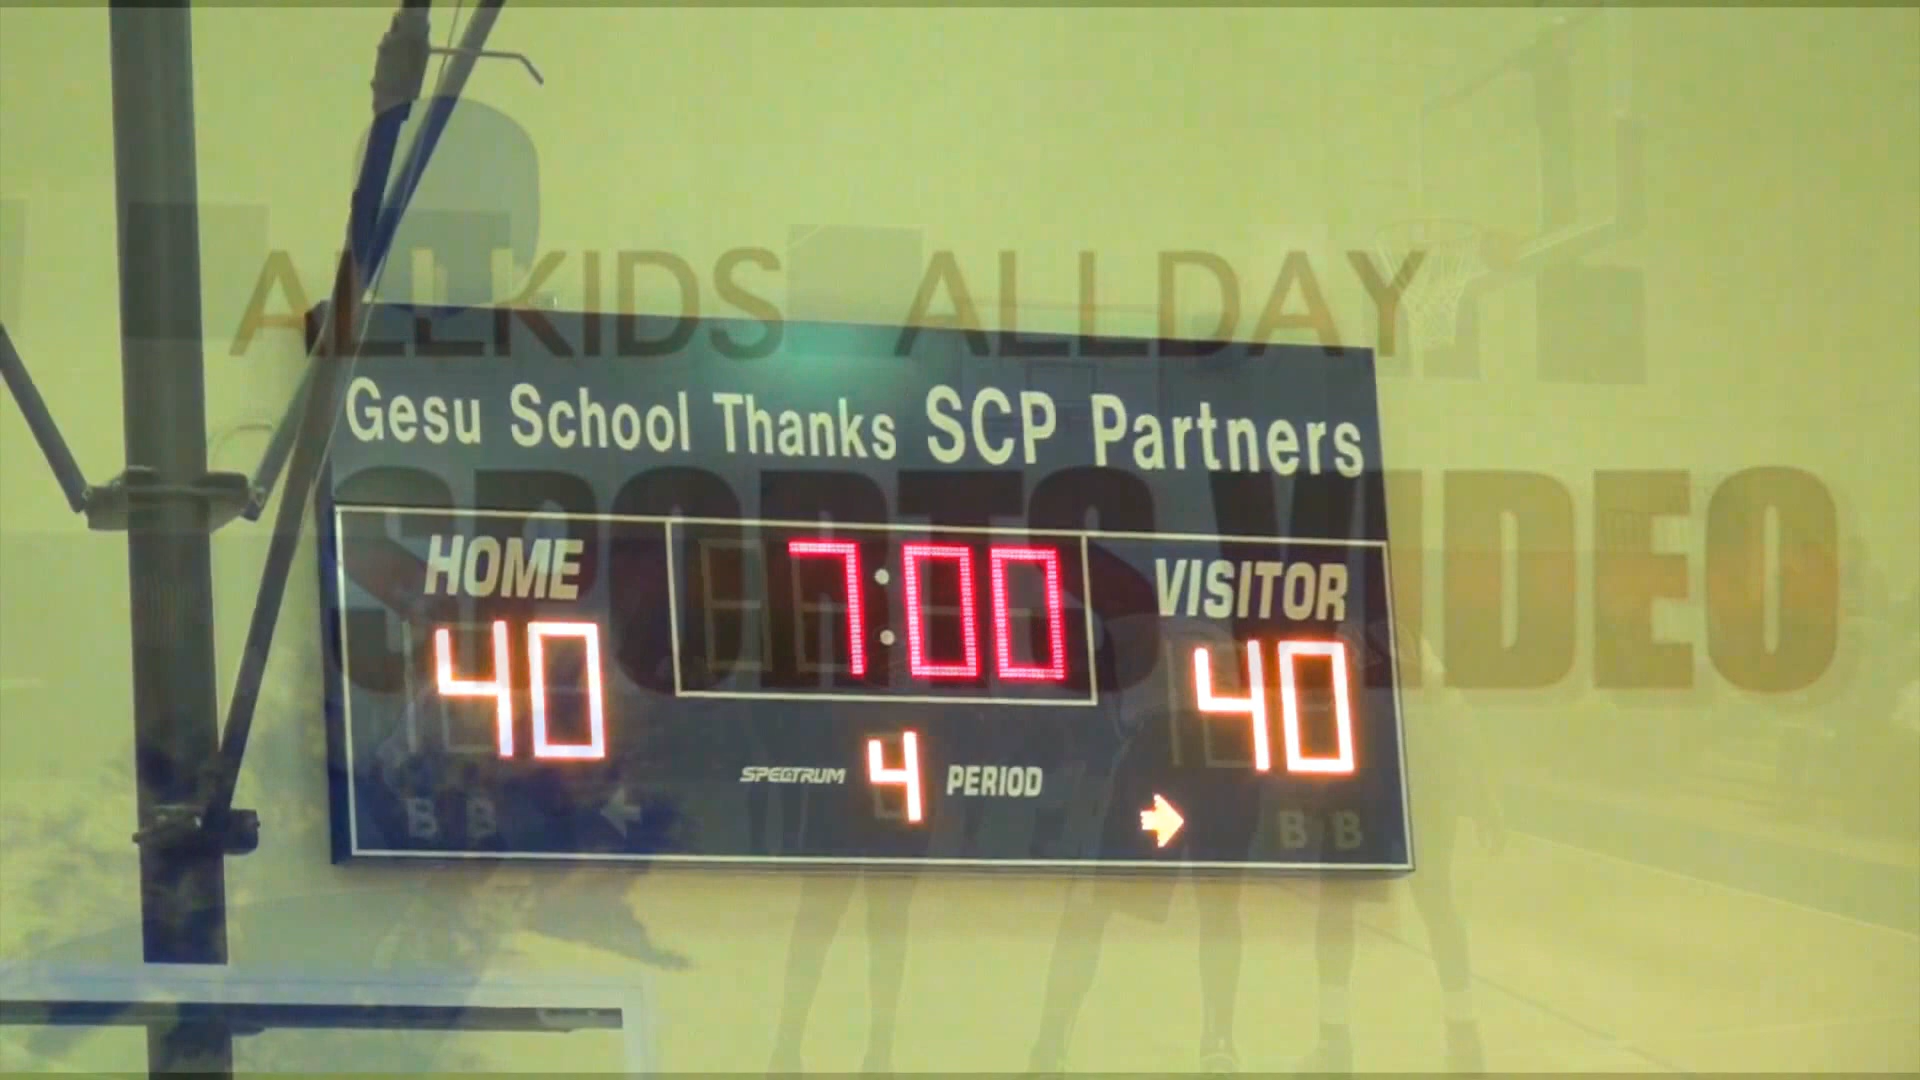 ALLKIDS ALLDAY
Gesu School Thanks SCP Partners
SPORTS VIDEO
HOME 7:00 VISITOR
40 40
SPECTRUM 4 PERIOD
B B B B